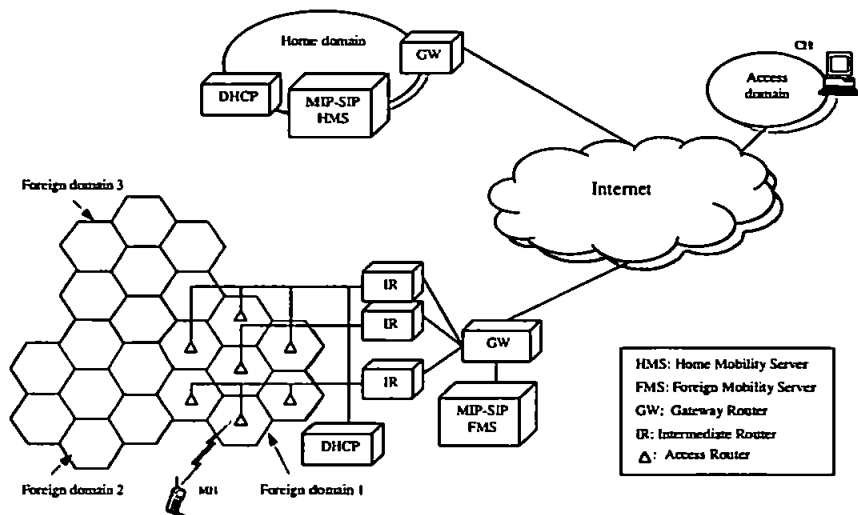 Home domain
GW
CH
DHCP
MIP-SIP
HMS
Access
domain
Foreign domain 3
Internet
IR
IR
GW
IR
HMS: Home Mobility Server
FMS: Foreign Mobility Server
GW: Gateway Router
IR: Intermediate Router
: Access Router
MIP-SIP
FMS
DHCP
Foreign domain 2
MH
Foreign domain 1